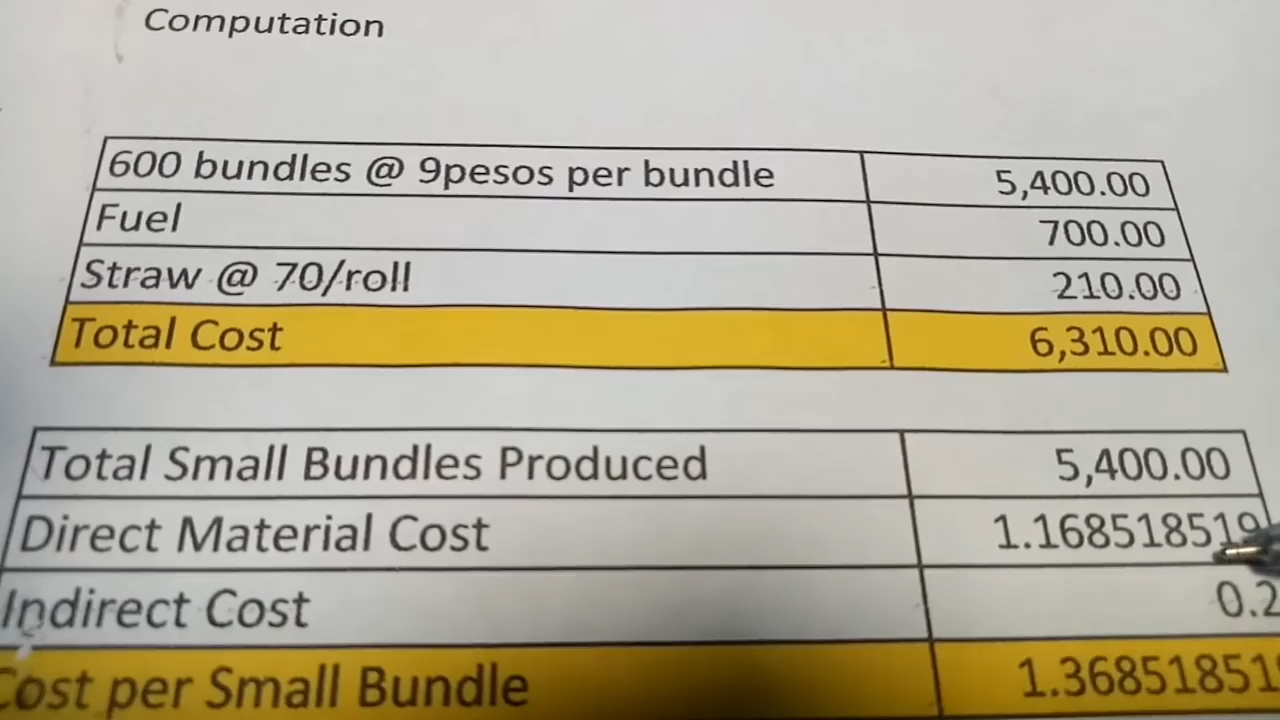 Computation
600 bundles @ 9pesos per bundle 5,400.00
Fuel 700.00
Straw @ 70/roll 210.00
Total Cost 6,310.00
Total Small Bundles Produced 5,400.00
Direct Material Cost 1.168518519
Indirect Cost 0.2
Cost per Small Bundle 1.36851851